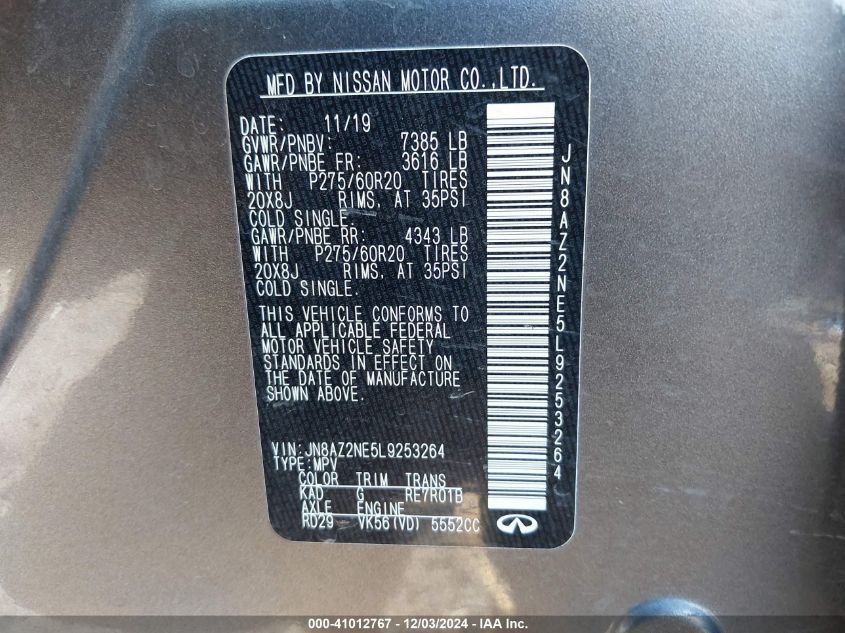 MFD BY NISSAN MOTOR CO.,LTD.
DATE: 11/19
GVWR/PNBV: 7385 LB
GAWR/PNBE FR: 3616 LB
WITH P275/60R20 TIRES
20X8J RIMS, AT 35PSI
COLD SINGLE.
GAWR/PNBE RR: 4343 LB
WITH P275/60R20 TIRES
20X8J RIMS, AT 35PSI
COLD SINGLE.
THIS VEHICLE CONFORMS TO
ALL APPLICABLE FEDERAL
MOTOR VEHICLE SAFETY
STANDARDS IN EFFECT ON
THE DATE OF MANUFACTURE
SHOWN ABOVE.
VIN:JN8AZ2NE5L9253264
TYPE:MPV
COLOR TRIM TRANS
KAD G RE7R01B
AXLE ENGINE
RD29 VK56(VD) 5552CC
JN8AZ2NE5L9253264
000-41012767 - 12/03/2024 - IAA Inc.